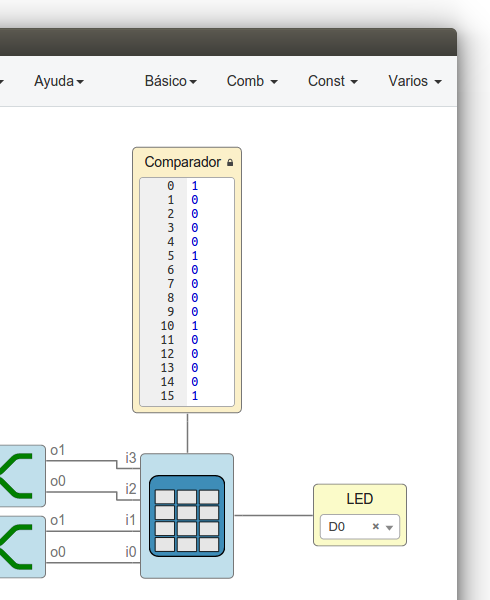 Ayuda Básico Comb Const Varios
Comparador
0 1
1 0
2 0
3 0
4 0
5 1
6 0
7 0
8 0
9 0
10 1
11 0
12 0
13 0
14 0
15 1
o1 i3
o0 i2
o1 i1
o0 i0
LED
D0